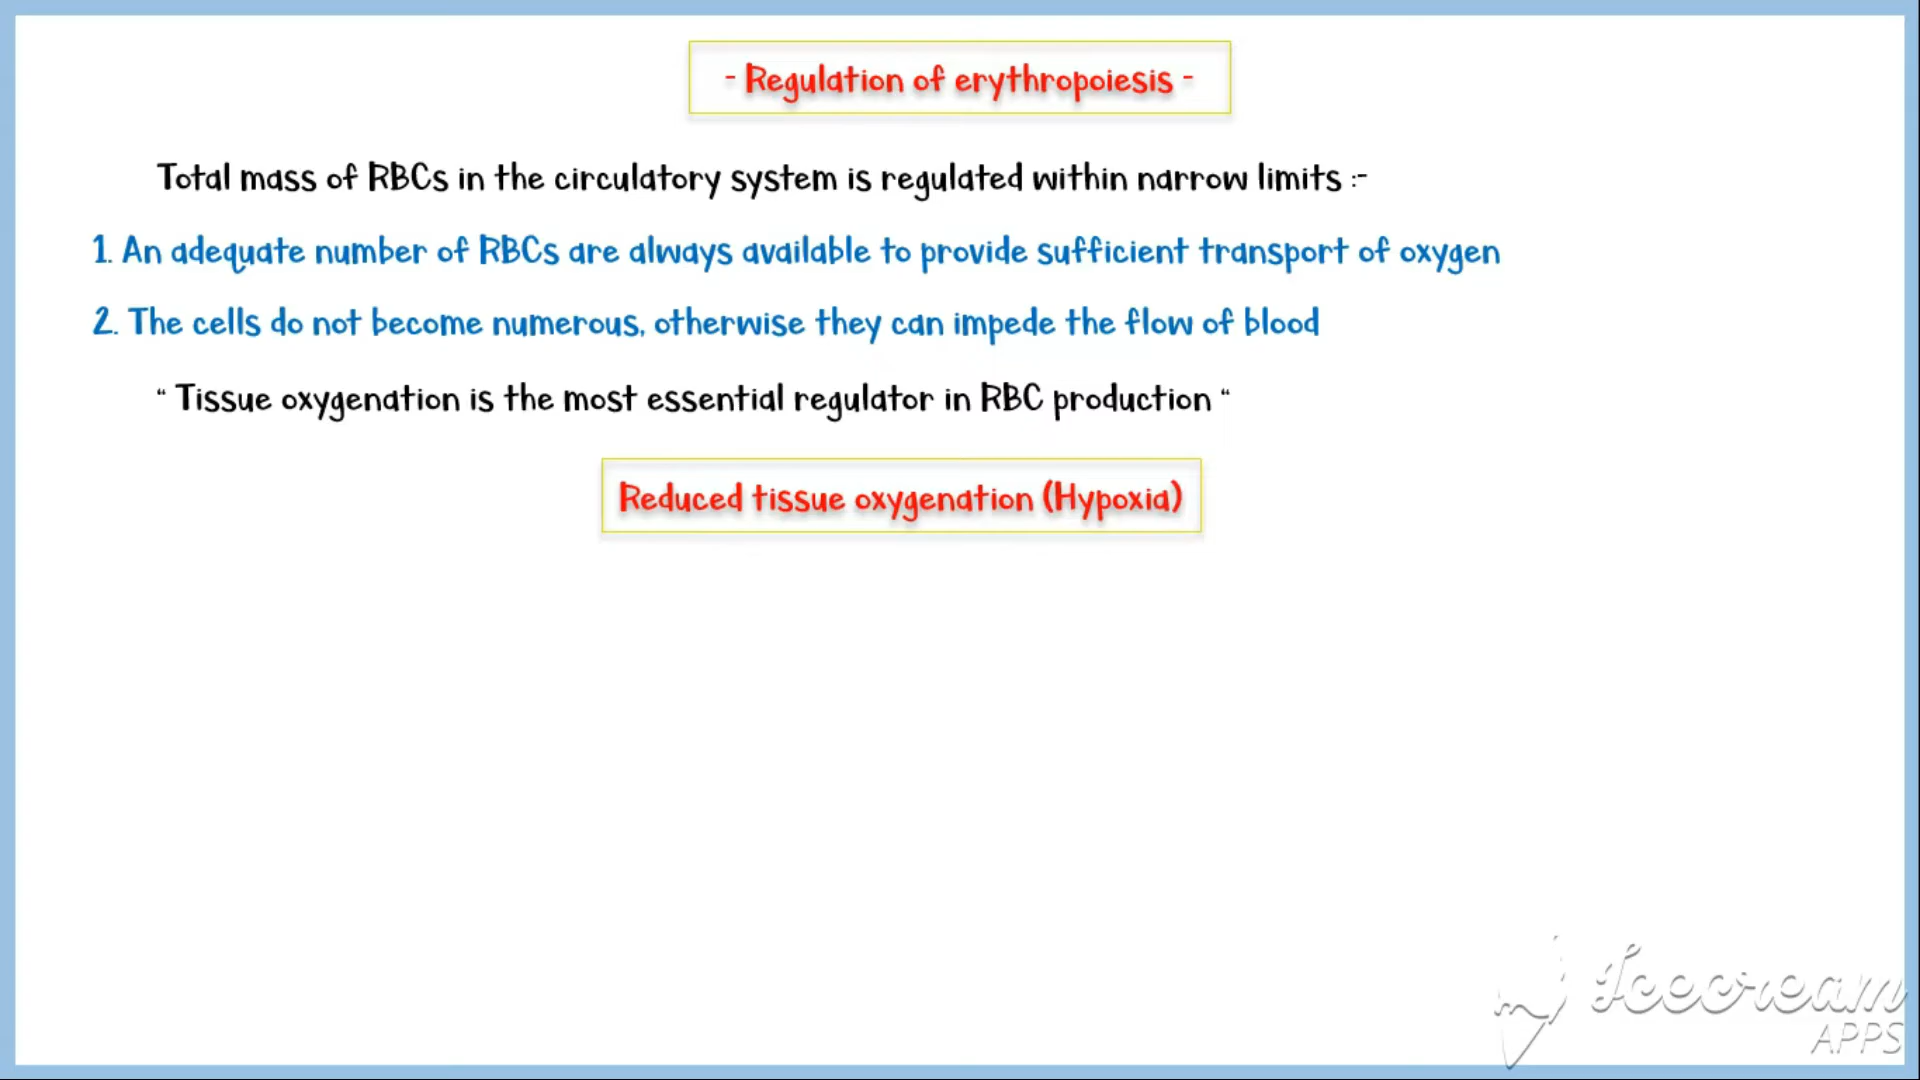 - Regulation of erythropoiesis -
Total mass of RBCs in the circulatory system is regulated within narrow limits :-
1. An adequate number of RBCs are always available to provide sufficient transport of oxygen
2. The cells do not become numerous, otherwise they can impede the flow of blood
“ Tissue oxygenation is the most essential regulator in RBC production “
Reduced tissue oxygenation (Hypoxia)
Icecream
APPS